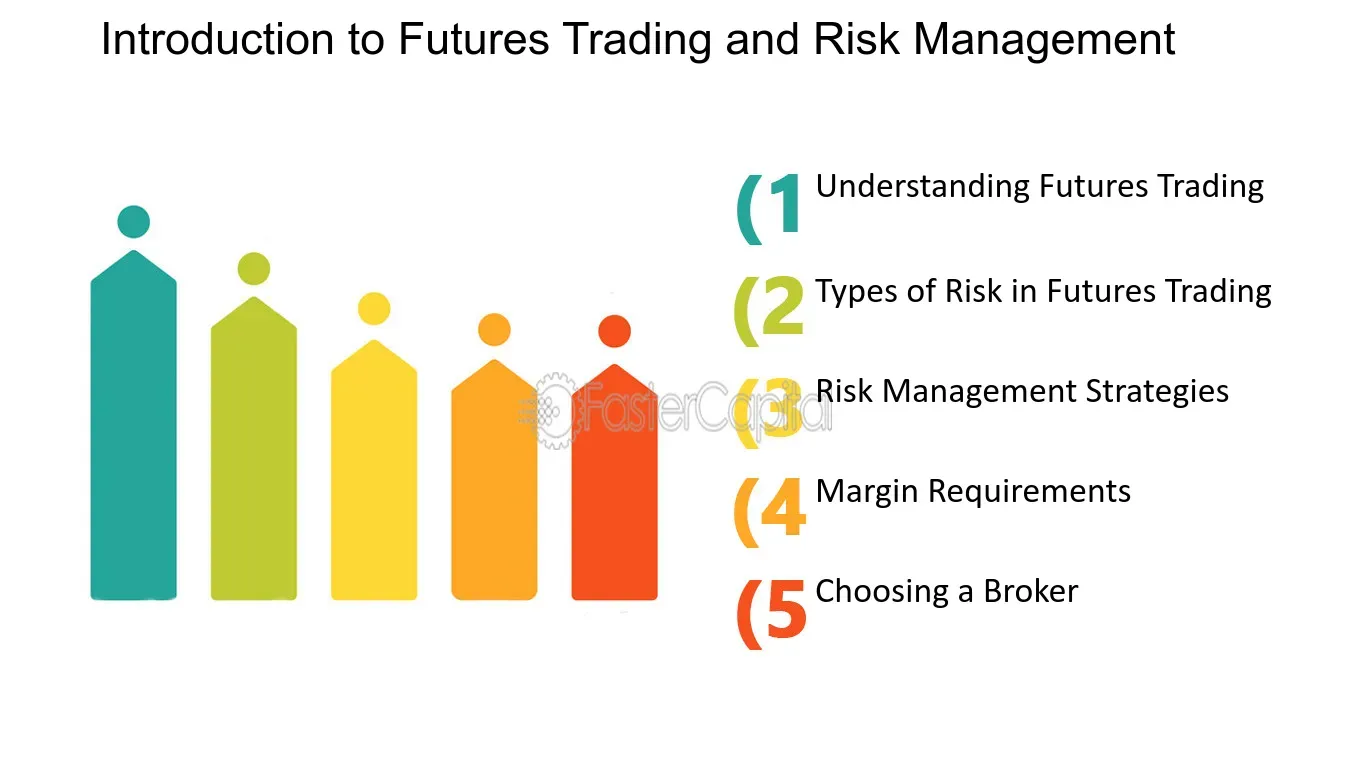 Introduction to Futures Trading and Risk Management
(1 Understanding Futures Trading
(2 Types of Risk in Futures Trading
(3 Risk Management Strategies
FasterCapital
(4 Margin Requirements
(5 Choosing a Broker